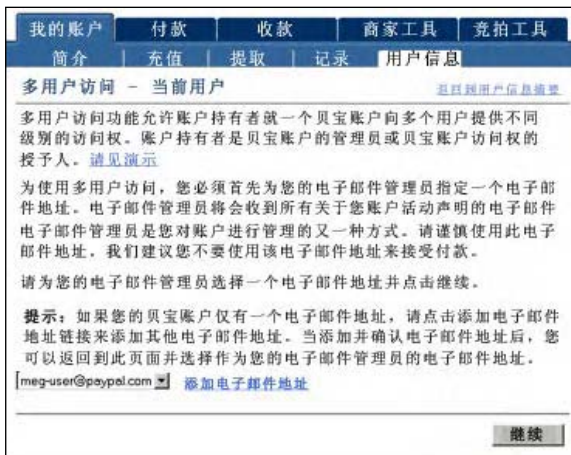 我的账户 付款 收款 商家工具 竞拍工具
简介 充值 提取 记录 用户信息
多用户访问 - 当前用户 返回到用户信息摘要
多用户访问功能允许账户持有者就一个贝宝账户向多个用户提供不同
级别的访问权。账户持有者是贝宝账户的管理员或贝宝账户访问权的
授予人。请见演示
为使用多用户访问，您必须首先为您的电子邮件管理员指定一个电子邮
件地址。电子邮件管理员将会收到所有关于您账户活动声明的电子邮件
电子邮件管理员是您对账户进行管理的又一种方式。请谨慎使用此电子
邮件地址，我们建议您不要使用该电子邮件地址来接受付款。
请为您的电子邮件管理员选择一个电子邮件地址并点击继续。
提示：如果您的贝宝账户仅有一个电子邮件地址，请点击添加电子邮件
地址链接来添加其他电子邮件地址。当添加并确认电子邮件地址后，您
可以返回到此页面并选择作为您的电子邮件管理员的电子邮件地址。
meg-user@paypal.com 添加电子邮件地址
继续